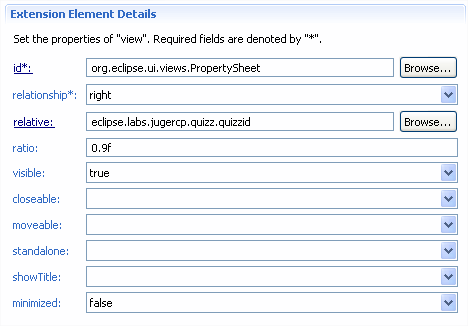 Extension Element Details
Set the properties of "view". Required fields are denoted by "*".
id*: org.eclipse.ui.views.PropertySheet Browse...
relationship*: right
relative: eclipse.labs.jugercp.quizz.quizzid Browse...
ratio: 0.9f
visible: true
closeable:
moveable:
standalone:
showTitle:
minimized: false